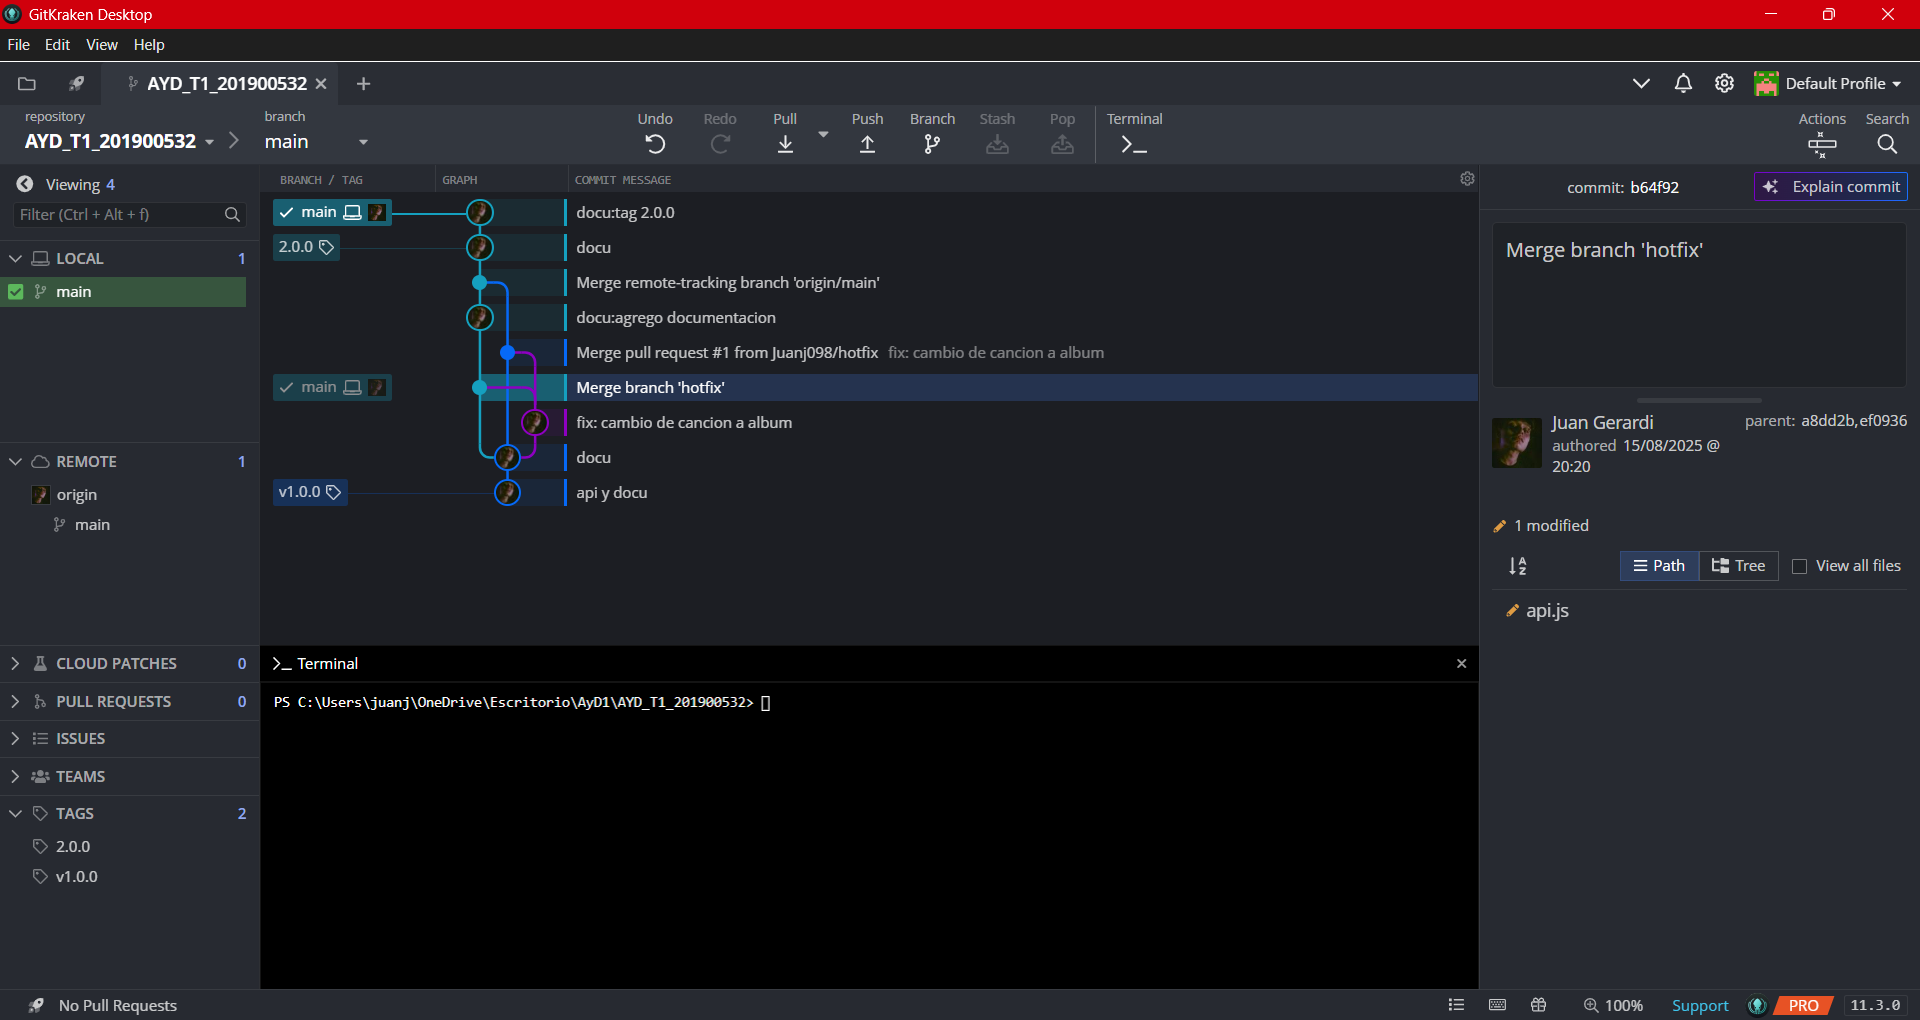 GitKraken Desktop
File Edit View Help
AYD_T1_201900532
Default Profile
repository
AYD_T1_201900532
branch
main
Undo
Redo
Pull
Push
Branch
Stash
Pop
Terminal
Actions
Search
Viewing 4
Filter (Ctrl + Alt + f)
LOCAL 1
main
REMOTE 1
origin
main
CLOUD PATCHES 0
PULL REQUESTS 0
ISSUES
TEAMS
TAGS 2
2.0.0
v1.0.0
BRANCH / TAG GRAPH COMMIT MESSAGE
main docu:tag 2.0.0
2.0.0 docu
Merge remote-tracking branch 'origin/main'
docu:agrego documentacion
Merge pull request #1 from Juanj098/hotfix fix: cambio de cancion a album
main Merge branch 'hotfix'
fix: cambio de cancion a album
docu
v1.0.0 api y docu
Terminal
PS C:\Users\juanj\OneDrive\Escritorio\AyD1\AYD_T1_201900532>
commit: b64f92
Explain commit
Merge branch 'hotfix'
Juan Gerardi
authored 15/08/2025 @
20:20
parent: a8dd2b,ef0936
1 modified
Path
Tree
View all files
api.js
No Pull Requests
100%
Support
PRO
11.3.0